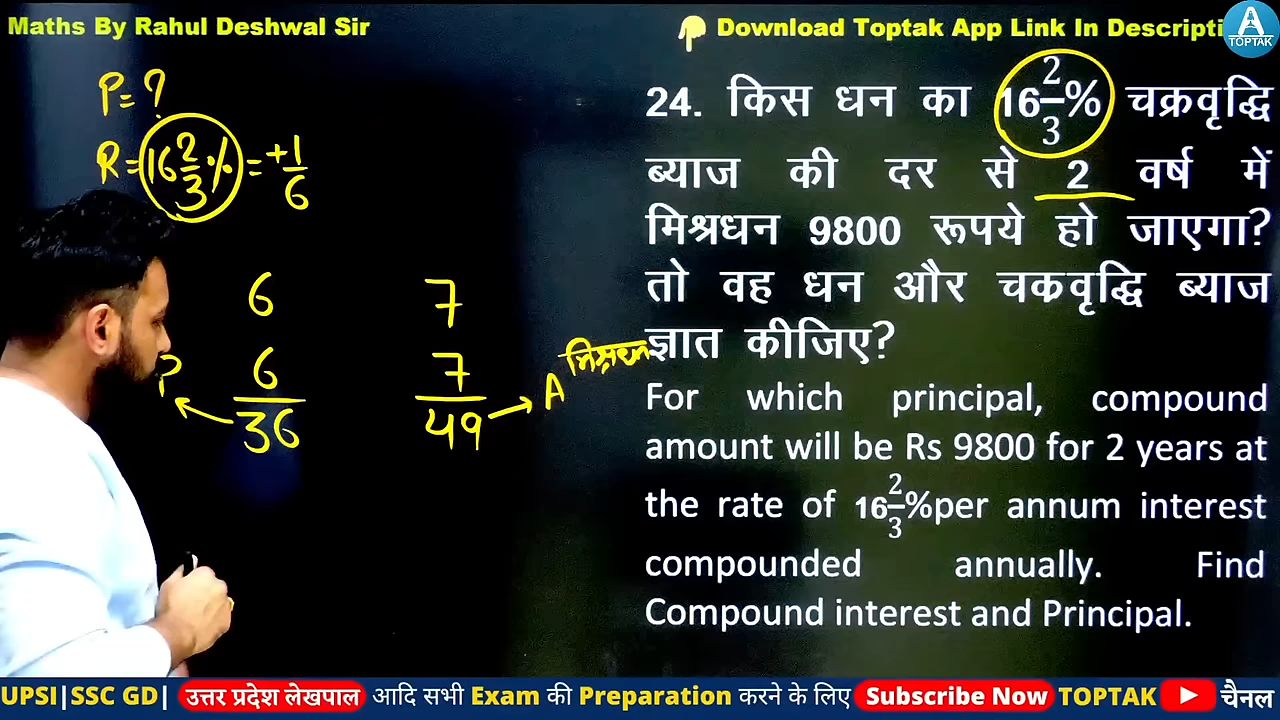 Maths By Rahul Deshwal Sir
Download Toptak App Link In Descripti
TOPTAK
P = ?
R = 16 2/3 % = +1/6
6 7
6 7
36 49 → A मिश्रधन
P
24. किस धन का 16 2/3% चक्रवृद्धि
ब्याज की दर से 2 वर्ष में
मिश्रधन 9800 रूपये हो जाएगा?
तो वह धन और चकवृद्धि ब्याज
ज्ञात कीजिए?
For which principal, compound
amount will be Rs 9800 for 2 years at
the rate of 16 2/3%per annum interest
compounded annually. Find
Compound interest and Principal.
UPSI|SSC GD| उत्तर प्रदेश लेखपाल आदि सभी Exam की Preparation करने के लिए Subscribe Now TOPTAK चैनल